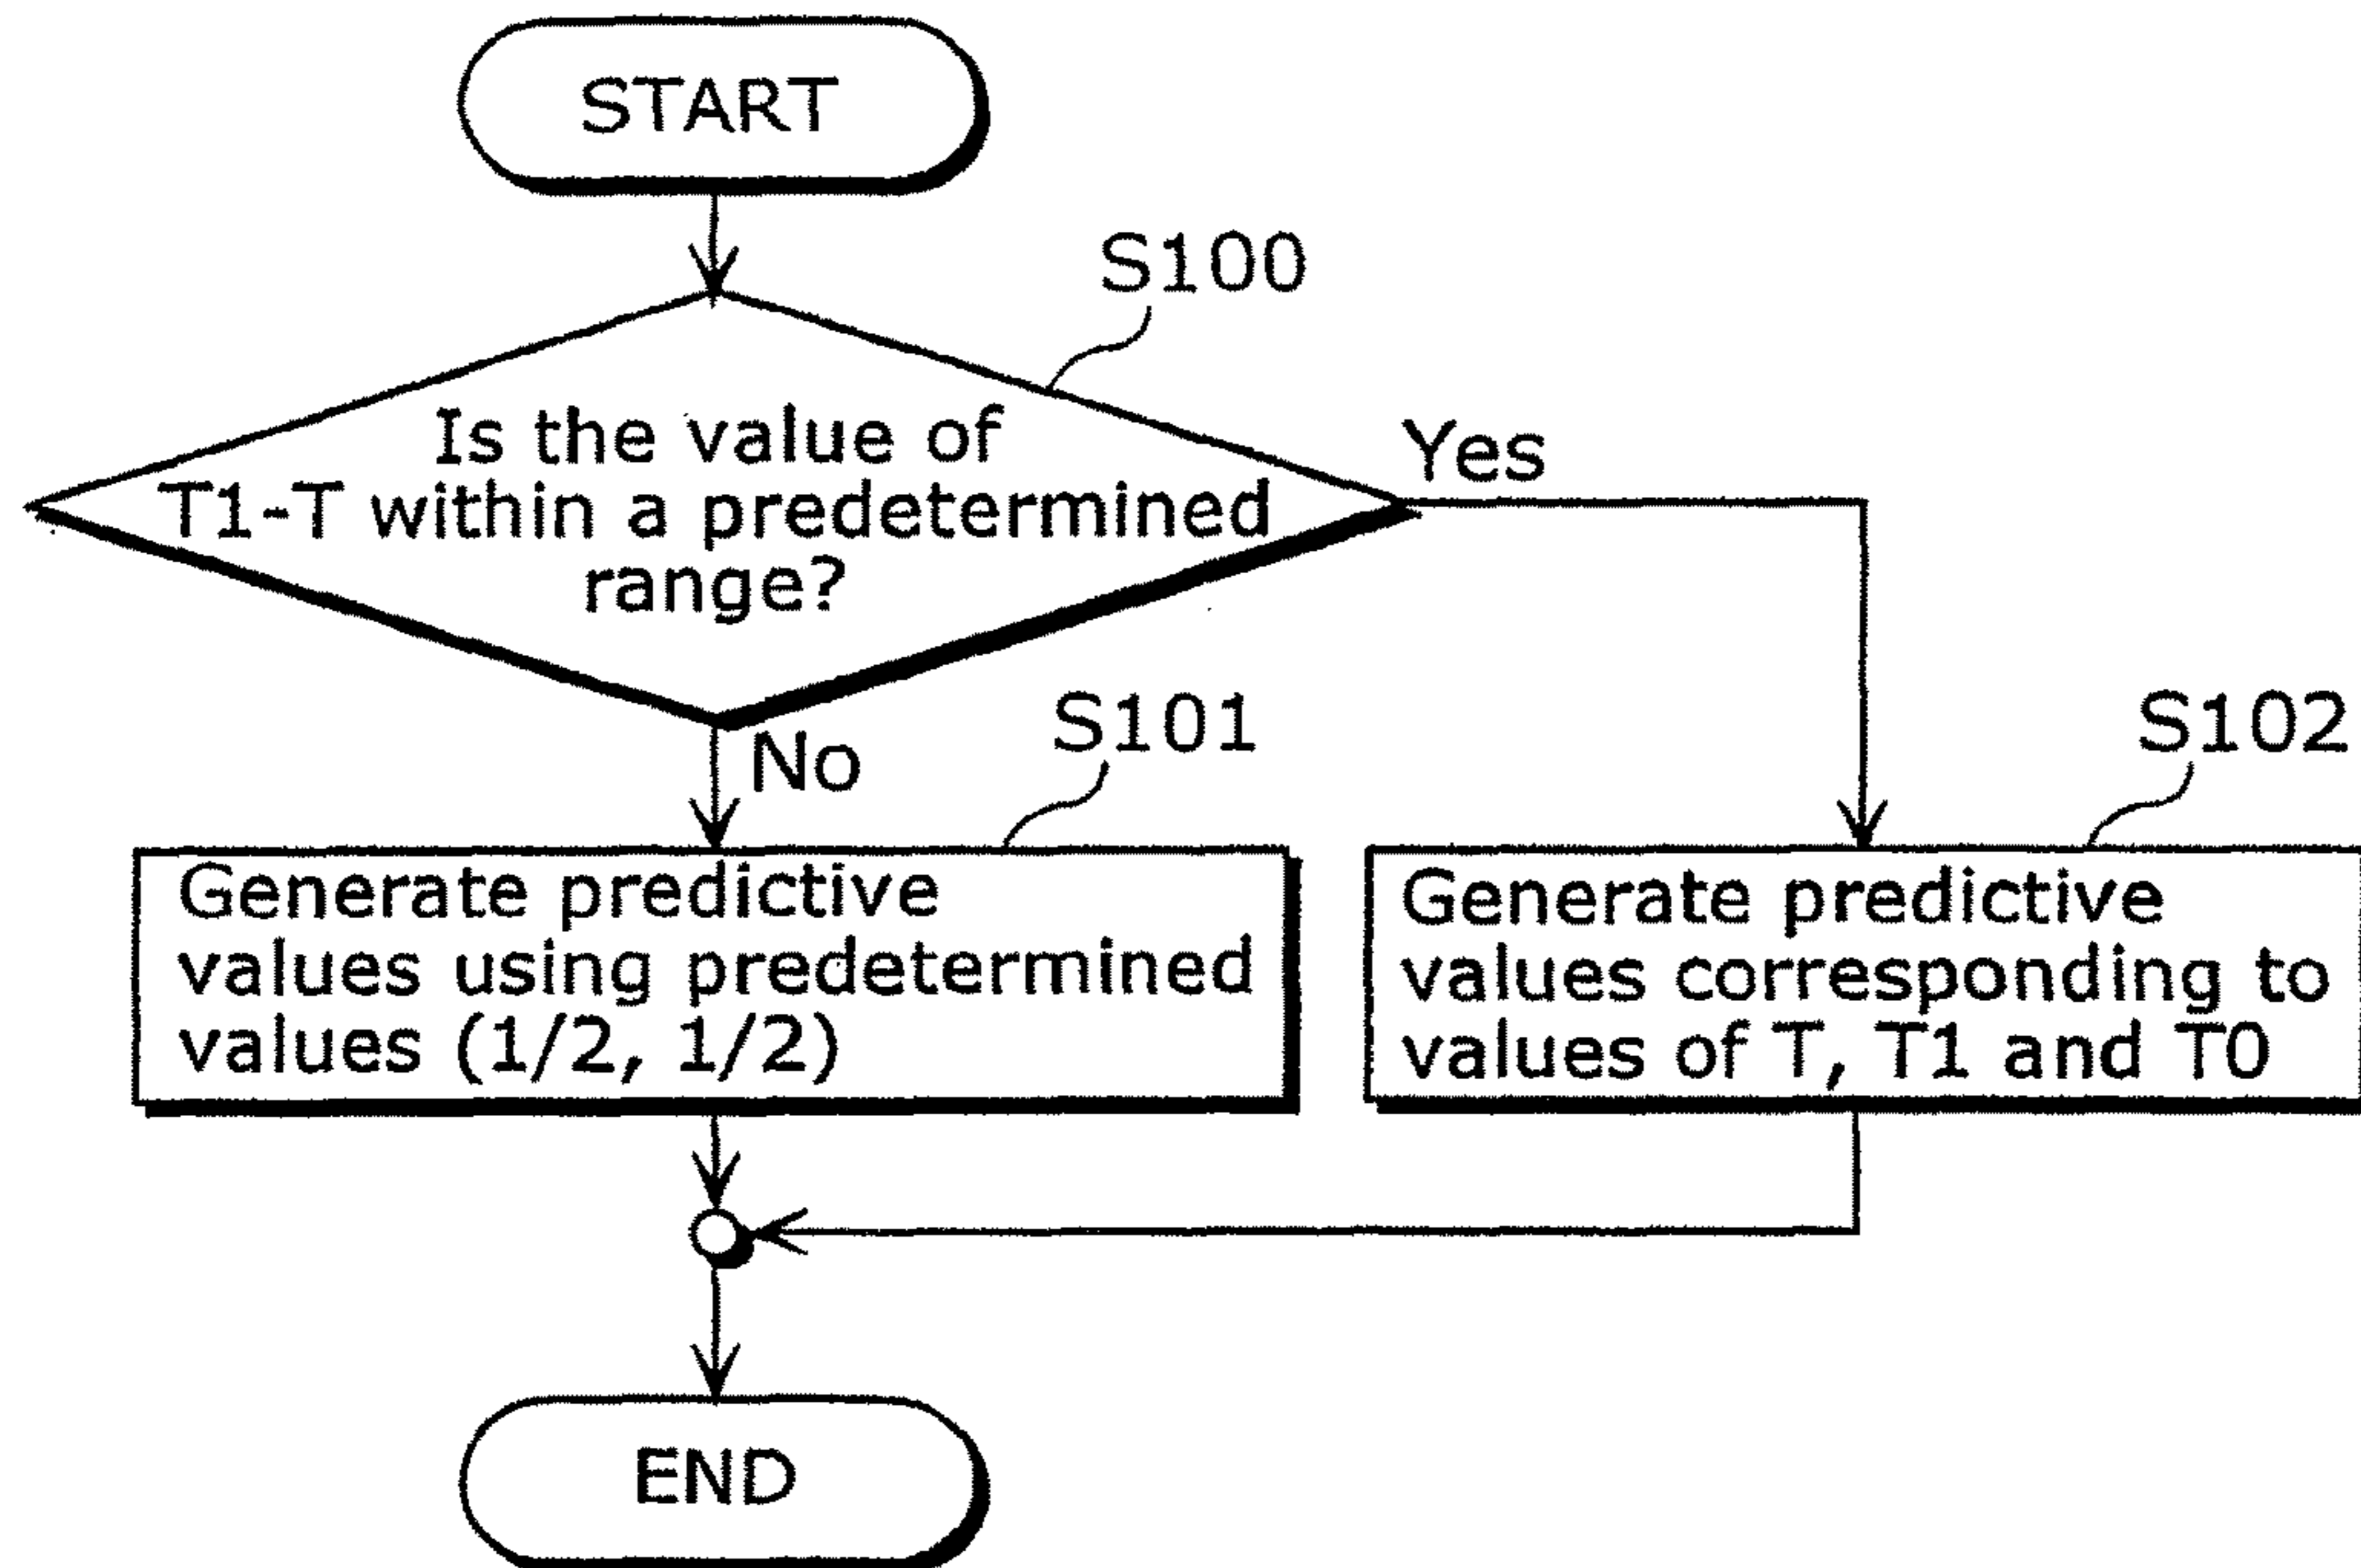 START
S100
Is the value of
T1-T within a predetermined
range?
Yes
No
S101
S102
Generate predictive
values using predetermined
values (1/2, 1/2)
Generate predictive
values corresponding to
values of T, T1 and T0
END